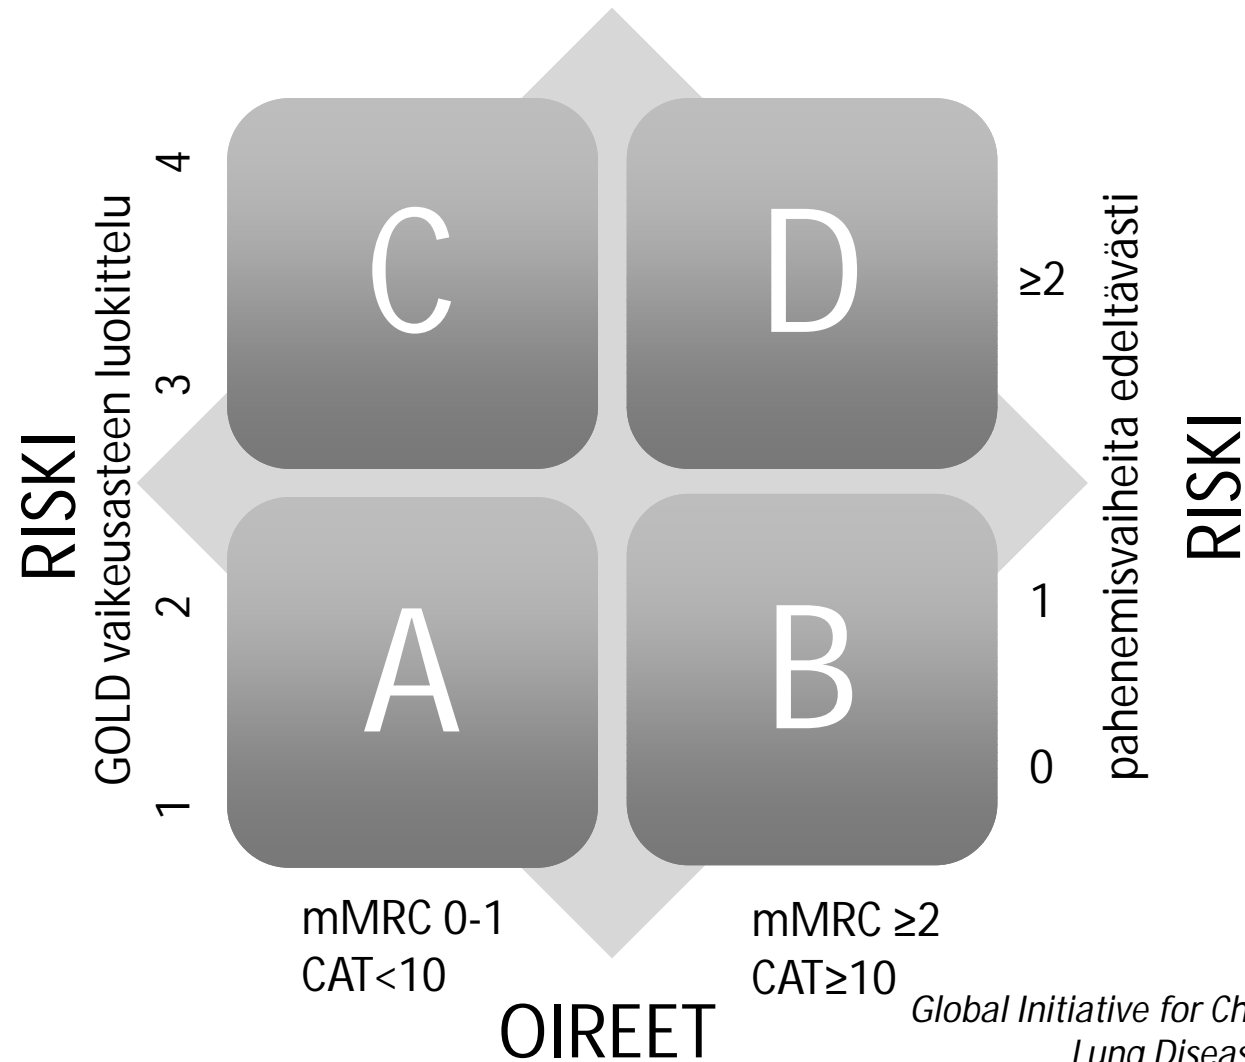 RISKI
GOLD vaikeusasteen luokittelu
4
3
2
1
C
D
A
B
≥2
1
0
pahenemisvaiheita edeltävästi
RISKI
mMRC 0-1
CAT<10
mMRC ≥2
CAT≥10
OIREET
Global Initiative for Ch
Lung Diseas